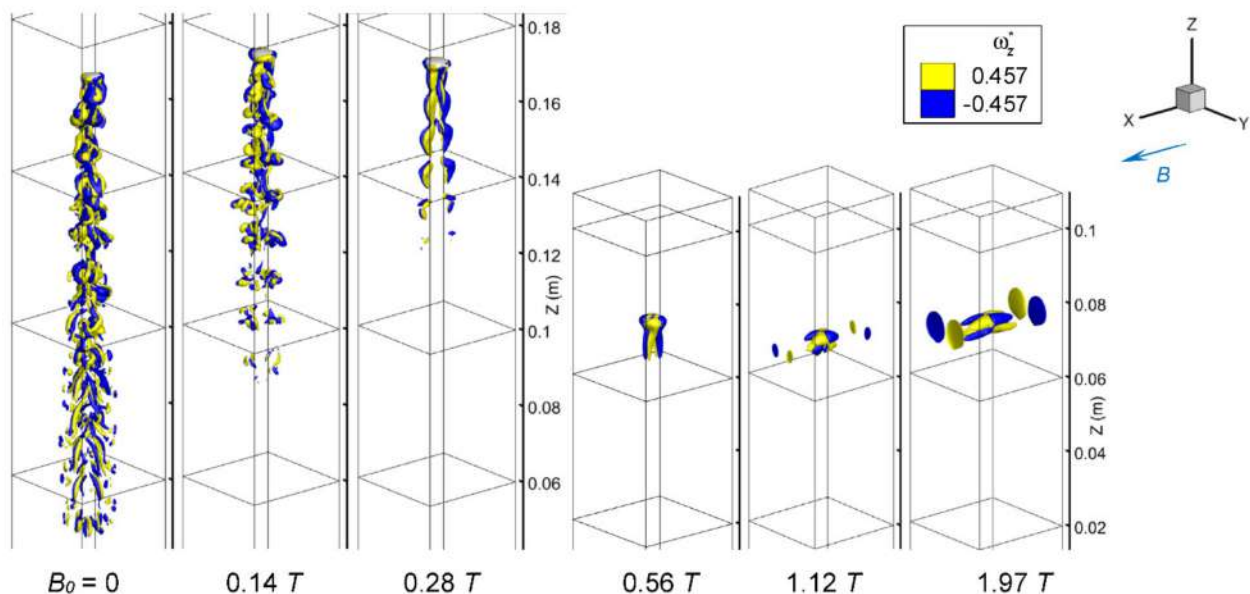 0.18
0.16
0.14
0.12
Z (m)
0.1
0.08
0.06
ω*z
0.457
-0.457
Z
X
Y
B
0.1
0.08
0.06
Z (m)
0.04
0.02
B₀ = 0
0.14 T
0.28 T
0.56 T
1.12 T
1.97 T